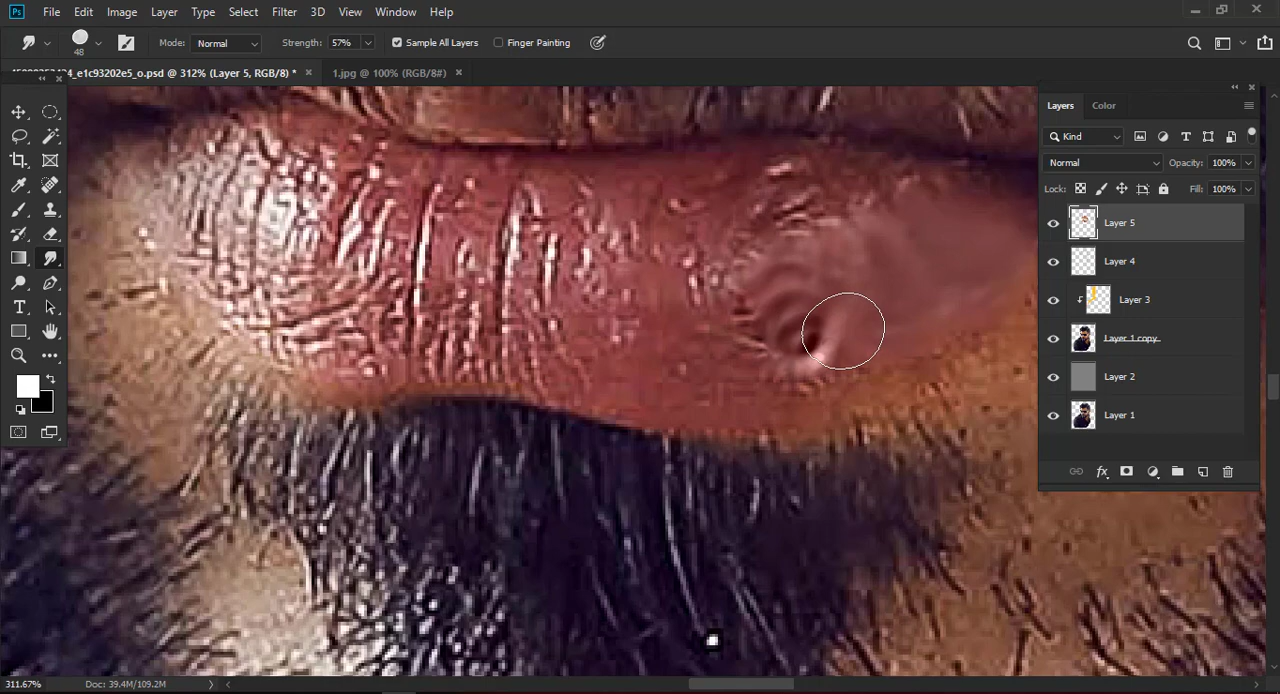 Ps File Edit Image Layer Type Select Filter 3D View Window Help
48 Mode: Normal Strength: 57% Sample All Layers Finger Painting
_e1c93202e5_o.psd @ 312% (Layer 5, RGB/8) * 1.jpg @ 100% (RGB/8#)
Layers Color
Kind
Normal Opacity: 100%
Lock: Fill: 100%
Layer 5
Layer 4
Layer 3
Layer 1 copy
Layer 2
Layer 1
fx
311.67% Doc: 39.4M/109.2M